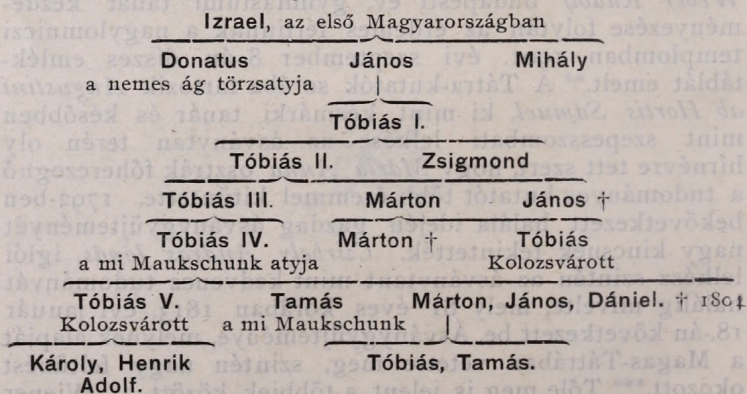 Izrael, az első Magyarországban
Donatus János Mihály
a nemes ág törzsatyja
Tóbiás I.
Tóbiás II. Zsigmond
Tóbiás III. Márton János †
Tóbiás IV. Márton † Tóbiás
a mi Maukschunk atyja Kolozsvárott
Tóbiás V. Tamás Márton, János, Dániel. † 1804
Kolozsvárott a mi Maukschunk
Károly, Henrik Tóbiás, Tamás.
Adolf.